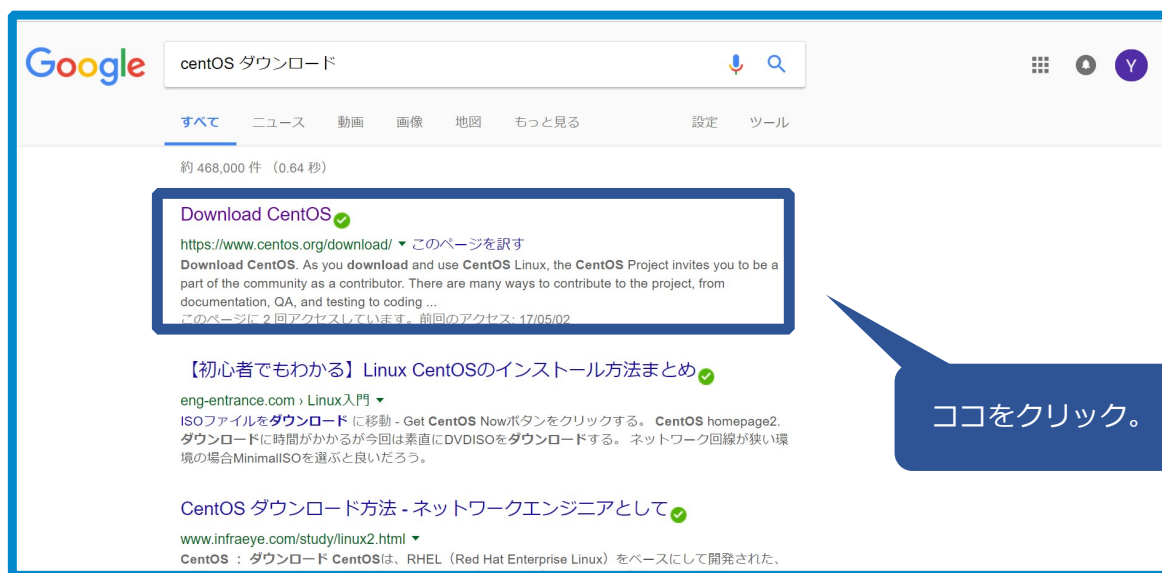 Google
centOS ダウンロード
Y
すべて ニュース 動画 画像 地図 もっと見る 設定 ツール
約 468,000 件 （0.64 秒）
Download CentOS
https://www.centos.org/download/ ▼ このページを訳す
Download CentOS. As you download and use CentOS Linux, the CentOS Project invites you to be a
part of the community as a contributor. There are many ways to contribute to the project, from
documentation, QA, and testing to coding ...
このページに 2 回アクセスしています。前回のアクセス: 17/05/02
【初心者でもわかる】Linux CentOSのインストール方法まとめ
eng-entrance.com › Linux入門 ▼
ISOファイルをダウンロード に移動 - Get CentOS Nowボタンをクリックする。 CentOS homepage2.
ダウンロードに時間がかかるが今回は素直にDVDISOをダウンロードする。 ネットワーク回線が狭い環
境の場合MinimalISOを選ぶと良いだろう。
ココをクリック。
CentOS ダウンロード方法 - ネットワークエンジニアとして
www.infraeye.com/study/linux2.html ▼
CentOS ： ダウンロード CentOSは、RHEL（Red Hat Enterprise Linux）をベースにして開発された、